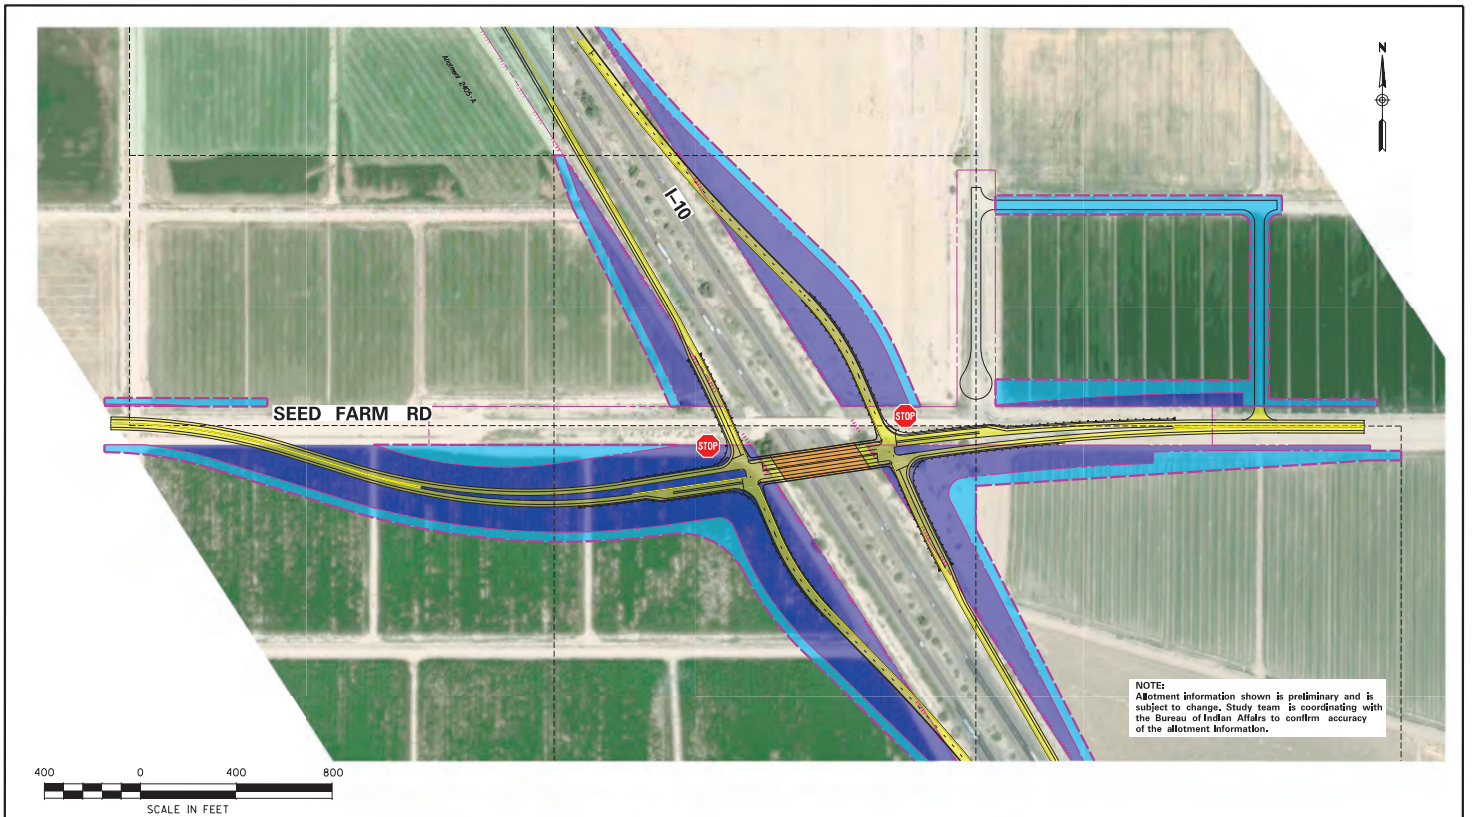 N
Allotment 2405-A
I-10
SEED FARM RD
STOP
STOP
NOTE:
Allotment information shown is preliminary and is
subject to change. Study team is coordinating with
the Bureau of Indian Affairs to confirm accuracy
of the allotment information.
400 0 400 800
SCALE IN FEET